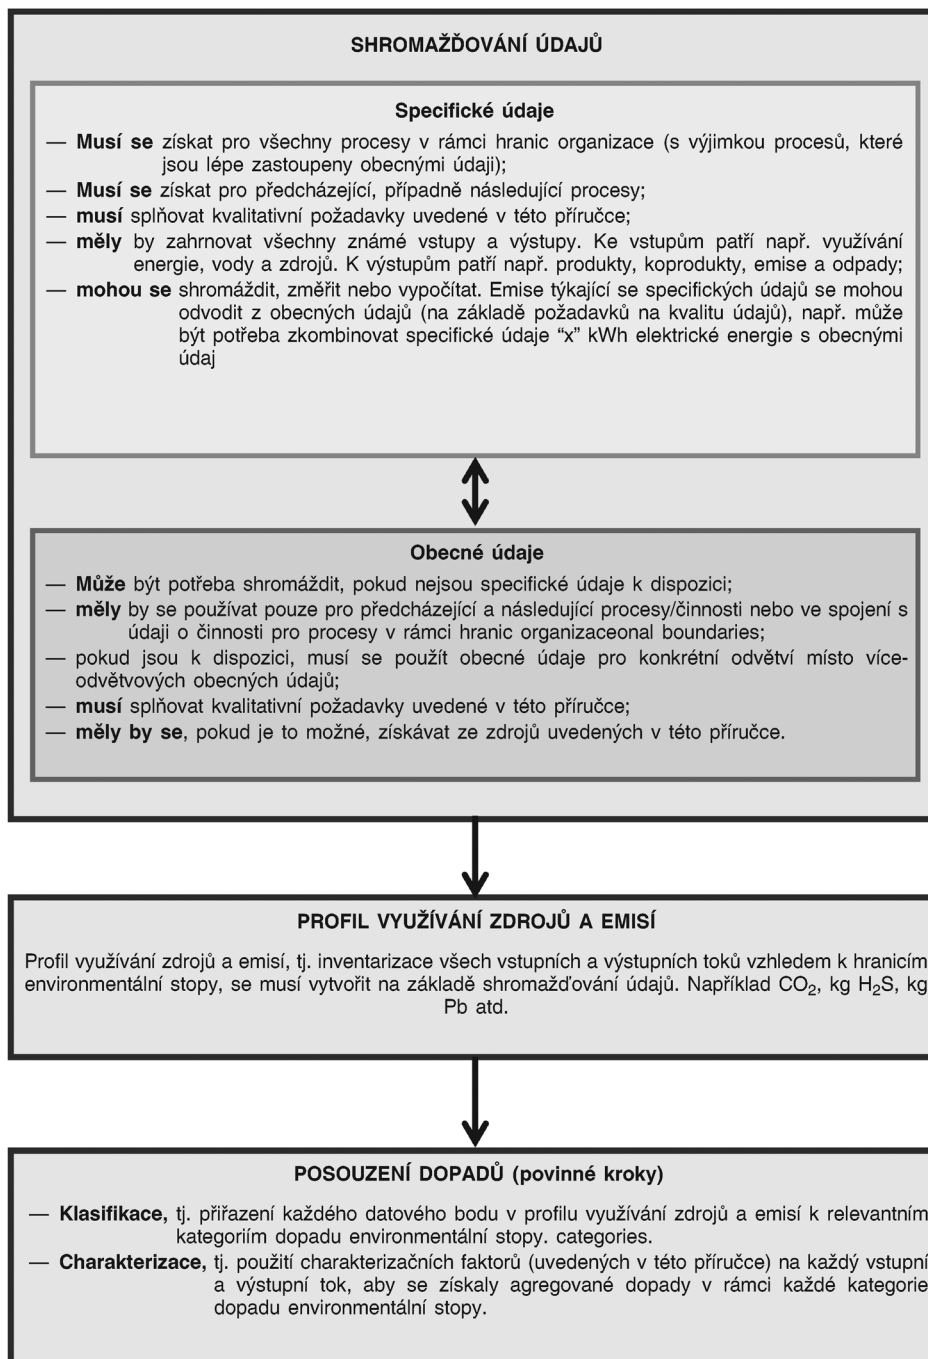 SHROMAŽĎOVÁNÍ ÚDAJŮ
Specifické údaje
— Musí se získat pro všechny procesy v rámci hranic organizace (s výjimkou procesů, které
jsou lépe zastoupeny obecnými údaji);
— Musí se získat pro předcházející, případně následující procesy;
— musí splňovat kvalitativní požadavky uvedené v této příručce;
— měly by zahrnovat všechny známé vstupy a výstupy. Ke vstupům patří např. využívání
energie, vody a zdrojů. K výstupům patří např. produkty, koprodukty, emise a odpady;
— mohou se shromáždit, změřit nebo vypočítat. Emise týkající se specifických údajů se mohou
odvodit z obecných údajů (na základě požadavků na kvalitu údajů), např. může
být potřeba zkombinovat specifické údaje “x” kWh elektrické energie s obecnými
údaj
Obecné údaje
— Může být potřeba shromáždit, pokud nejsou specifické údaje k dispozici;
— měly by se používat pouze pro předcházející a následující procesy/činnosti nebo ve spojení s
údaji o činnosti pro procesy v rámci hranic organizaceonal boundaries;
— pokud jsou k dispozici, musí se použít obecné údaje pro konkrétní odvětví místo více-
odvětvových obecných údajů;
— musí splňovat kvalitativní požadavky uvedené v této příručce;
— měly by se, pokud je to možné, získávat ze zdrojů uvedených v této příručce.
PROFIL VYUŽÍVÁNÍ ZDROJŮ A EMISÍ
Profil využívání zdrojů a emisí, tj. inventarizace všech vstupních a výstupních toků vzhledem k hranicím
environmentální stopy, se musí vytvořit na základě shromažďování údajů. Například CO₂, kg H₂S, kg
Pb atd.
POSOUZENÍ DOPADŮ (povinné kroky)
— Klasifikace, tj. přiřazení každého datového bodu v profilu využívání zdrojů a emisí k relevantním
kategoriím dopadu environmentální stopy. categories.
— Charakterizace, tj. použití charakterizačních faktorů (uvedených v této příručce) na každý vstupní
a výstupní tok, aby se získaly agregované dopady v rámci každé kategorie
dopadu environmentální stopy.